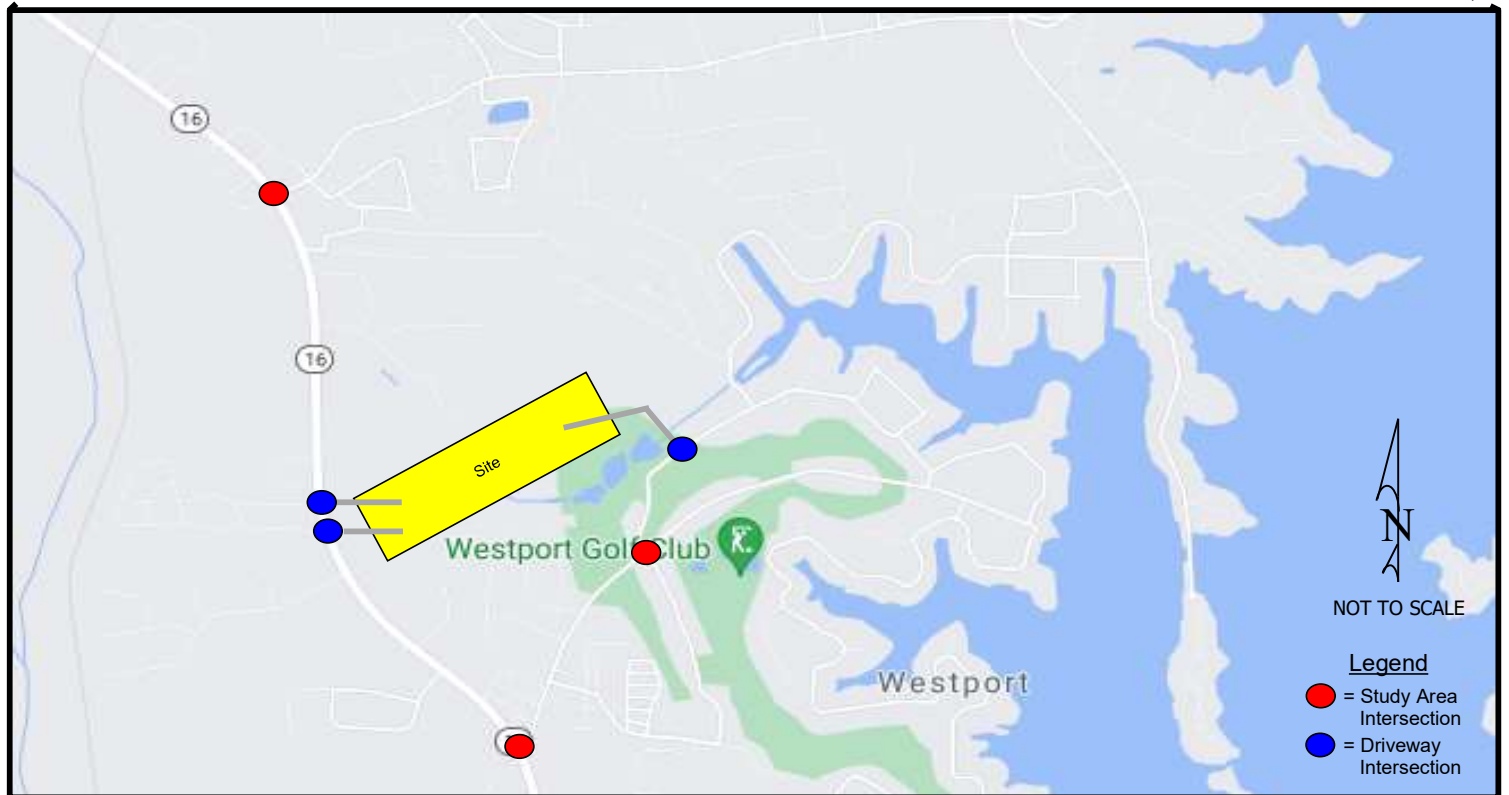 16
16
Site
Westport Golf Club
N
NOT TO SCALE
Legend
= Study Area
Intersection
Westport
= Driveway
Intersection